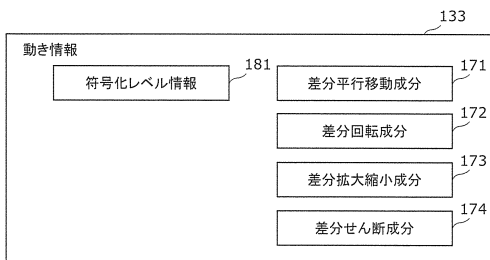 133
動き情報
符号化レベル情報 181
差分平行移動成分 171
差分回転成分 172
差分拡大縮小成分 173
差分せん断成分 174